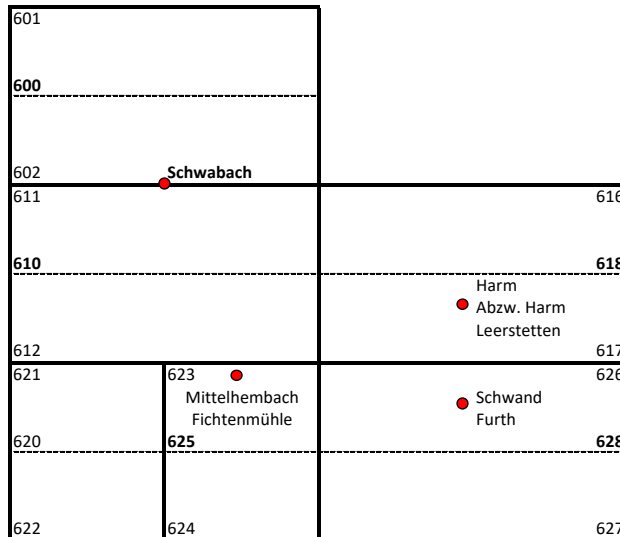 601
600
602
Schwabach
611
616
610
618
Harm
Abzw. Harm
Leerstetten
612
617
621
623
626
Mittelhembach
Fichtenmühle
Schwand
Furth
620
625
628
622
624
627